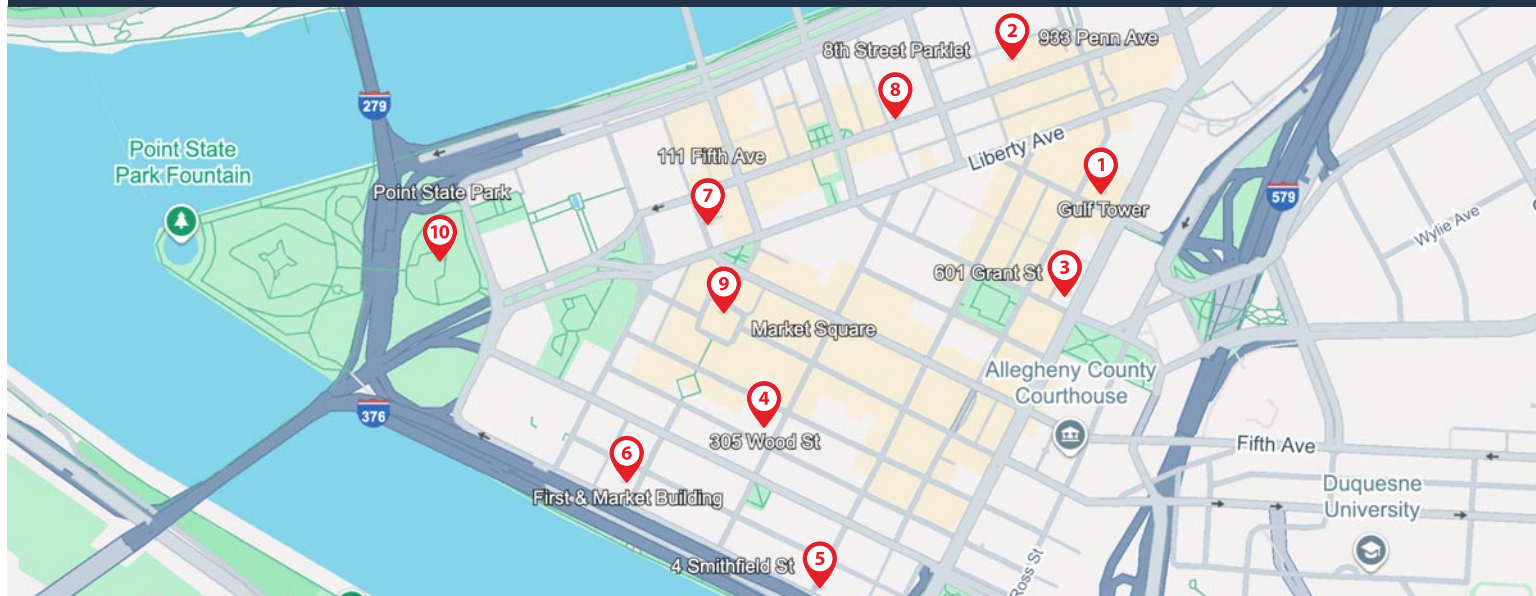 279
2
933 Penn Ave
8th Street Parklet
8
Point State
Park Fountain
111 Fifth Ave
Liberty Ave
1
Point State Park
7
Gulf Tower
579
Wylie Ave
10
601 Grant St
3
9
Market Square
Allegheny County
Courthouse
376
4
305 Wood St
6
Fifth Ave
First & Market Building
Duquesne
University
4 Smithfield St
5
Ross St